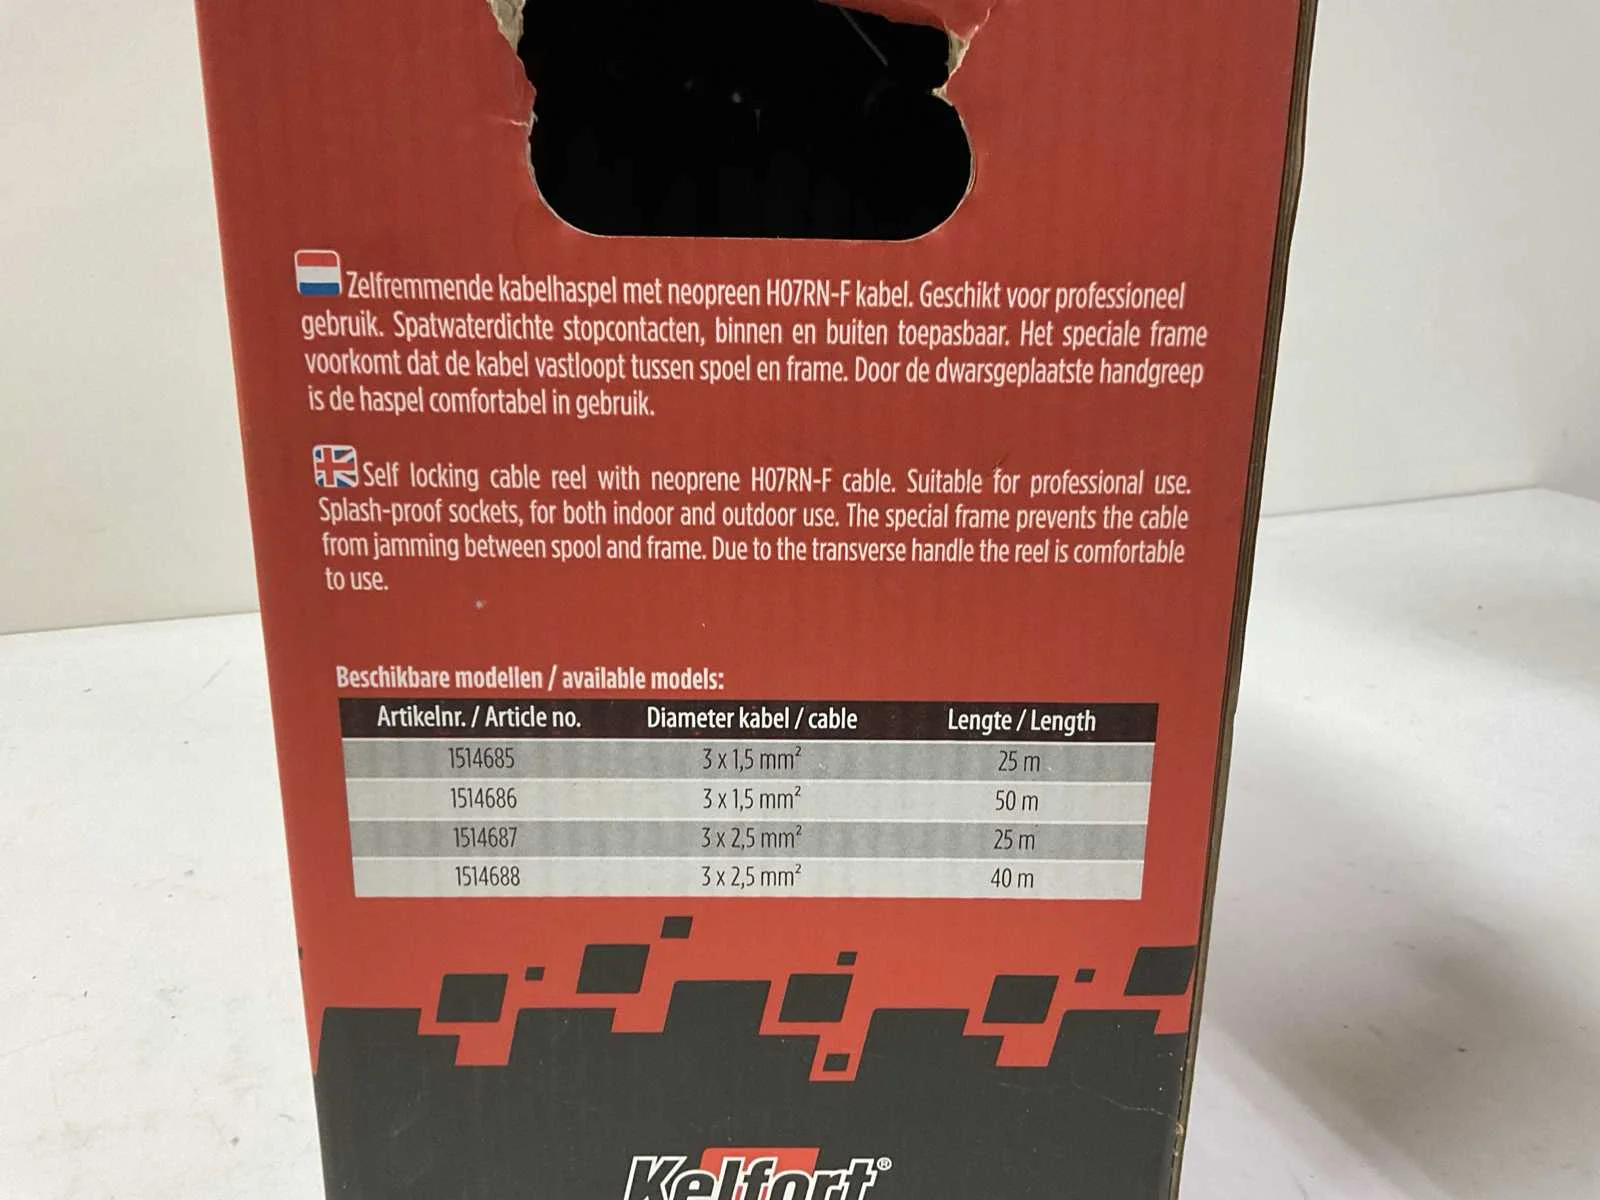 Zelfremmende kabelhaspel met neopreen H07RN-F kabel. Geschikt voor professioneel
gebruik. Spatwaterdichte stopcontacten, binnen en buiten toepasbaar. Het speciale frame
voorkomt dat de kabel vastloopt tussen spoel en frame. Door de dwarsgeplaatste handgreep
is de haspel comfortabel in gebruik.
Self locking cable reel with neoprene H07RN-F cable. Suitable for professional use.
Splash-proof sockets, for both indoor and outdoor use. The special frame prevents the cable
from jamming between spool and frame. Due to the transverse handle the reel is comfortable
to use.
Beschikbare modellen / available models:
Artikelnr. / Article no. Diameter kabel / cable Lengte / Length
1514685 3 x 1,5 mm² 25 m
1514686 3 x 1,5 mm² 50 m
1514687 3 x 2,5 mm² 25 m
1514688 3 x 2,5 mm² 40 m
Kelfort®